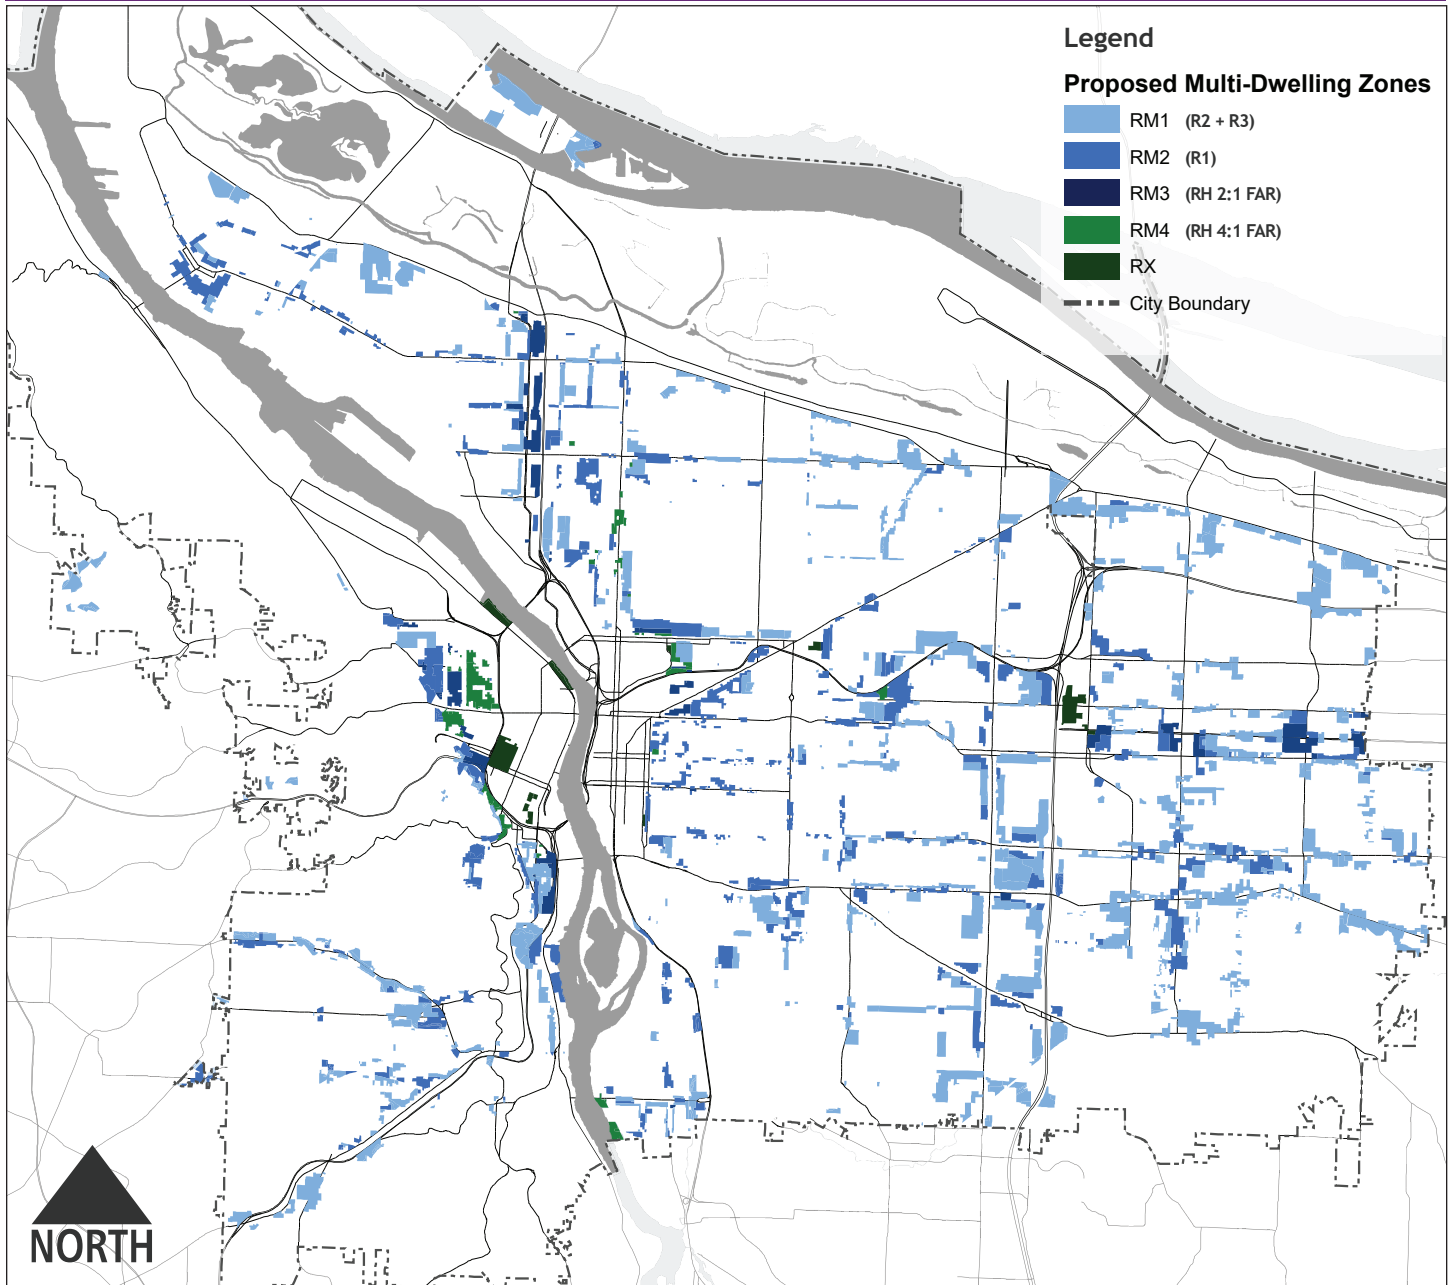 Legend
Proposed Multi-Dwelling Zones
RM1 (R2 + R3)
RM2 (R1)
RM3 (RH 2:1 FAR)
RM4 (RH 4:1 FAR)
RX
City Boundary
NORTH